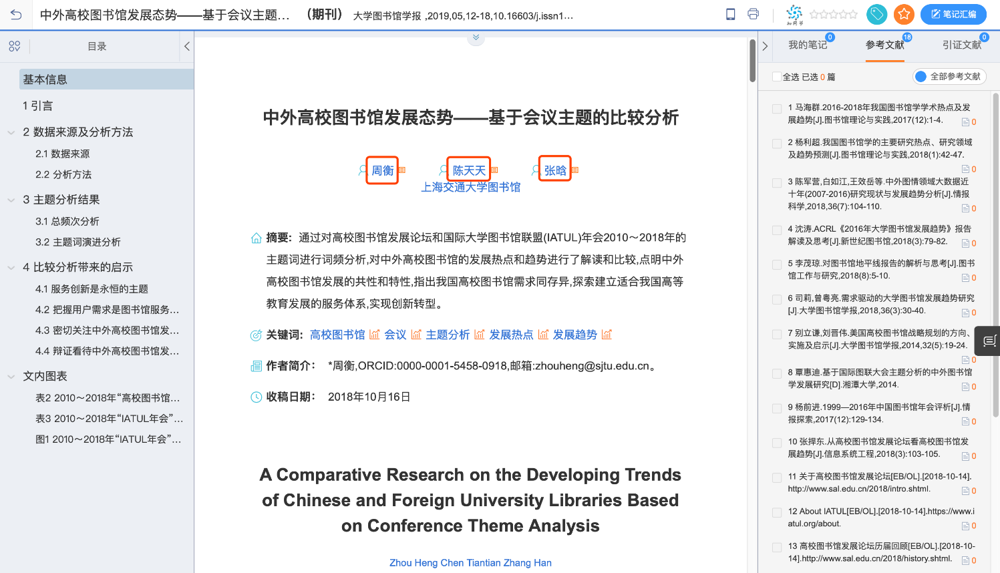 中外高校图书馆发展态势——基于会议主题...
（期刊）
大学图书馆学报 ,2019,05,12-18,10.16603/j.issn1...
笔记汇编
目录
我的笔记 0
参考文献 18
引证文献 0
全选 已选 0 篇
全部参考文献
基本信息
1 引言
2 数据来源及分析方法
2.1 数据来源
2.2 分析方法
3 主题分析结果
3.1 总频次分析
3.2 主题词演进分析
4 比较分析带来的启示
4.1 服务创新是永恒的主题
4.2 把握用户需求是图书馆服务...
4.3 密切关注中外高校图书馆发...
4.4 辩证看待中外高校图书馆发...
文内图表
表2 2010～2018年“高校图书馆...
表3 2010～2018年“IATUL年会”...
图1 2010～2018年“IATUL年会”...
中外高校图书馆发展态势——基于会议主题的比较分析
周衡 陈天天 张晗
上海交通大学图书馆
摘要：通过对高校图书馆发展论坛和国际大学图书馆联盟(IATUL)年会2010～2018年的
主题词进行词频分析,对中外高校图书馆的发展热点和趋势进行了解读和比较,点明中外
高校图书馆发展的共性和特性,指出我国高校图书馆需求同存异,探索建立适合我国高等
教育发展的服务体系,实现创新转型。
关键词：高校图书馆 会议 主题分析 发展热点 发展趋势
作者简介： *周衡,ORCID:0000-0001-5458-0918,邮箱:zhouheng@sjtu.edu.cn。
收稿日期： 2018年10月16日
A Comparative Research on the Developing Trends
of Chinese and Foreign University Libraries Based
on Conference Theme Analysis
Zhou Heng Chen Tiantian Zhang Han
1 马海群.2016-2018年我国图书馆学学术热点及发
展趋势[J].图书馆理论与实践,2017(12):1-4.
0
2 杨利超.我国图书馆学的主要研究热点、研究领域
及趋势预测[J].图书馆理论与实践,2018(1):42-47.
0
3 陈军营,白如江,王效岳等.中外图情领域大数据近
十年(2007-2016)研究现状与发展趋势分析[J].情报
科学,2018,36(7):104-110.
0
4 沈涛.ACRL《2016年大学图书馆发展趋势》报告
解读及思考[J].新世纪图书馆,2018(3):79-82.
0
5 李茂琼.对图书馆地平线报告的解析与思考[J].图书
馆工作与研究,2018(8):5-10.
0
6 司莉,曾粤亮.需求驱动的大学图书馆发展趋势研究
[J].大学图书馆学报,2018,36(3):30-40.
0
7 别立谦,刘晋伟.美国高校图书馆战略规划的方向、
实施及启示[J].大学图书馆学报,2014,32(5):19-24.
0
8 覃惠迪.基于国际图联大会主题分析的中外图书馆
学发展研究[D].湘潭大学,2014.
0
9 杨前进.1999—2016年中国图书馆年会评析[J].情
报探索,2017(12):129-134.
0
10 张捍东.从高校图书馆发展论坛看高校图书馆发
展趋势[J].信息系统工程,2018(3):103-105.
0
11 关于高校图书馆发展论坛[EB/OL].[2018-10-14].
http://www.sal.edu.cn/2018/intro.shtml.
0
12 About IATUL[EB/OL].[2018-10-14].https://www.i
atul.org/about.
0
13 高校图书馆发展论坛历届回顾[EB/OL].[2018-10-
14].http://www.sal.edu.cn/2018/history.shtml.
0